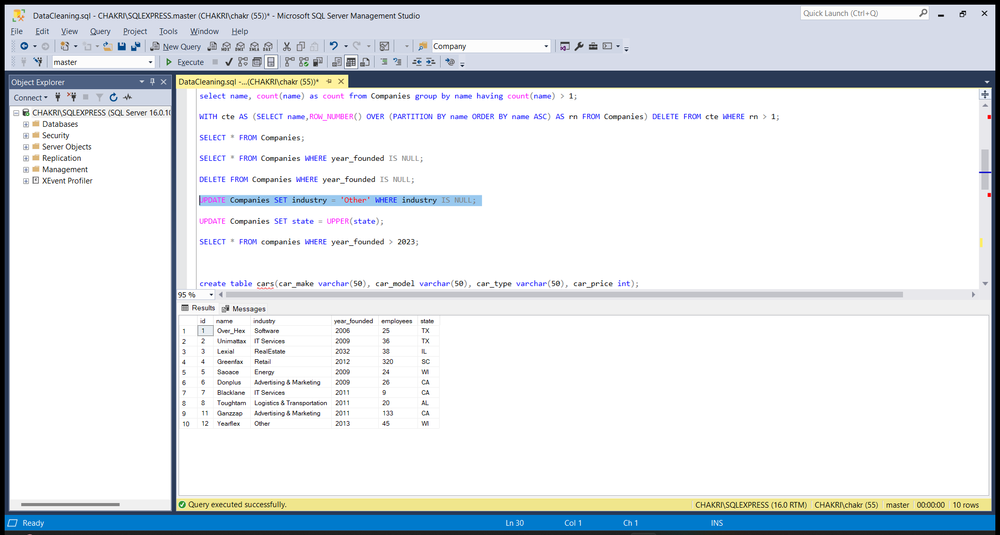 DataCleaning.sql - CHAKRI\SQLEXPRESS.master (CHAKRI\chakr (55))* - Microsoft SQL Server Management Studio
Quick Launch (Ctrl+Q)
File Edit View Query Project Tools Window Help
New Query MDX DMX XMLA DAX Company
master Execute
Object Explorer
DataCleaning.sql -...(CHAKRI\chakr (55))*
Connect
CHAKRI\SQLEXPRESS (SQL Server 16.0.10
Databases
Security
Server Objects
Replication
Management
XEvent Profiler
select name, count(name) as count from Companies group by name having count(name) > 1;
WITH cte AS (SELECT name,ROW_NUMBER() OVER (PARTITION BY name ORDER BY name ASC) AS rn FROM Companies) DELETE FROM cte WHERE rn > 1;
SELECT * FROM Companies;
SELECT * FROM Companies WHERE year_founded IS NULL;
DELETE FROM Companies WHERE year_founded IS NULL;
UPDATE Companies SET industry = 'Other' WHERE industry IS NULL;
UPDATE Companies SET state = UPPER(state);
SELECT * FROM companies WHERE year_founded > 2023;
create table cars(car_make varchar(50), car_model varchar(50), car_type varchar(50), car_price int);
95 %
Results Messages
id name industry year_founded employees state
1 1 Over_Hex Software 2006 25 TX
2 2 Unimattax IT Services 2009 36 TX
3 3 Lexial RealEstate 2032 38 IL
4 4 Greenfax Retail 2012 320 SC
5 5 Saoace Energy 2009 24 WI
6 6 Donplus Advertising & Marketing 2009 26 CA
7 7 Blacklane IT Services 2011 9 CA
8 8 Toughtam Logistics & Transportation 2011 20 AL
9 11 Ganzzap Advertising & Marketing 2011 133 CA
10 12 Yearflex Other 2013 45 WI
Query executed successfully.
CHAKRI\SQLEXPRESS (16.0 RTM) CHAKRI\chakr (55) master 00:00:00 10 rows
Ready Ln 30 Col 1 Ch 1 INS